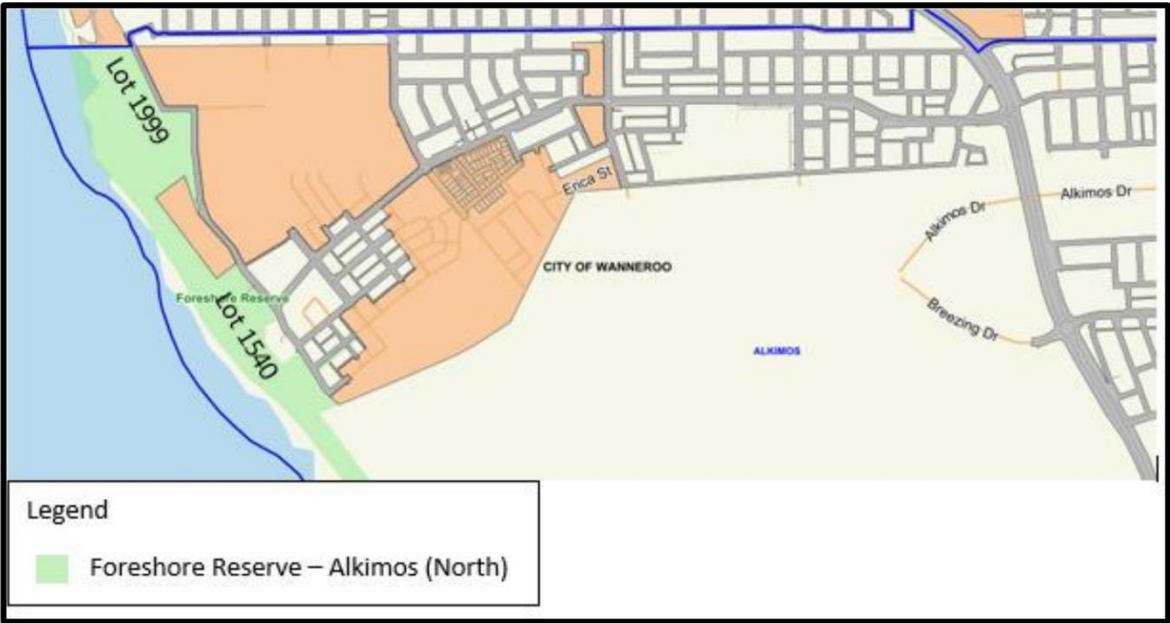 Lot 1999
Erica St
Alkimos Dr
Alkimos Dr
CITY OF WANNEROO
Foreshore Reserve
Lot 1540
Breezing Dr
ALKIMOS
Legend
Foreshore Reserve – Alkimos (North)